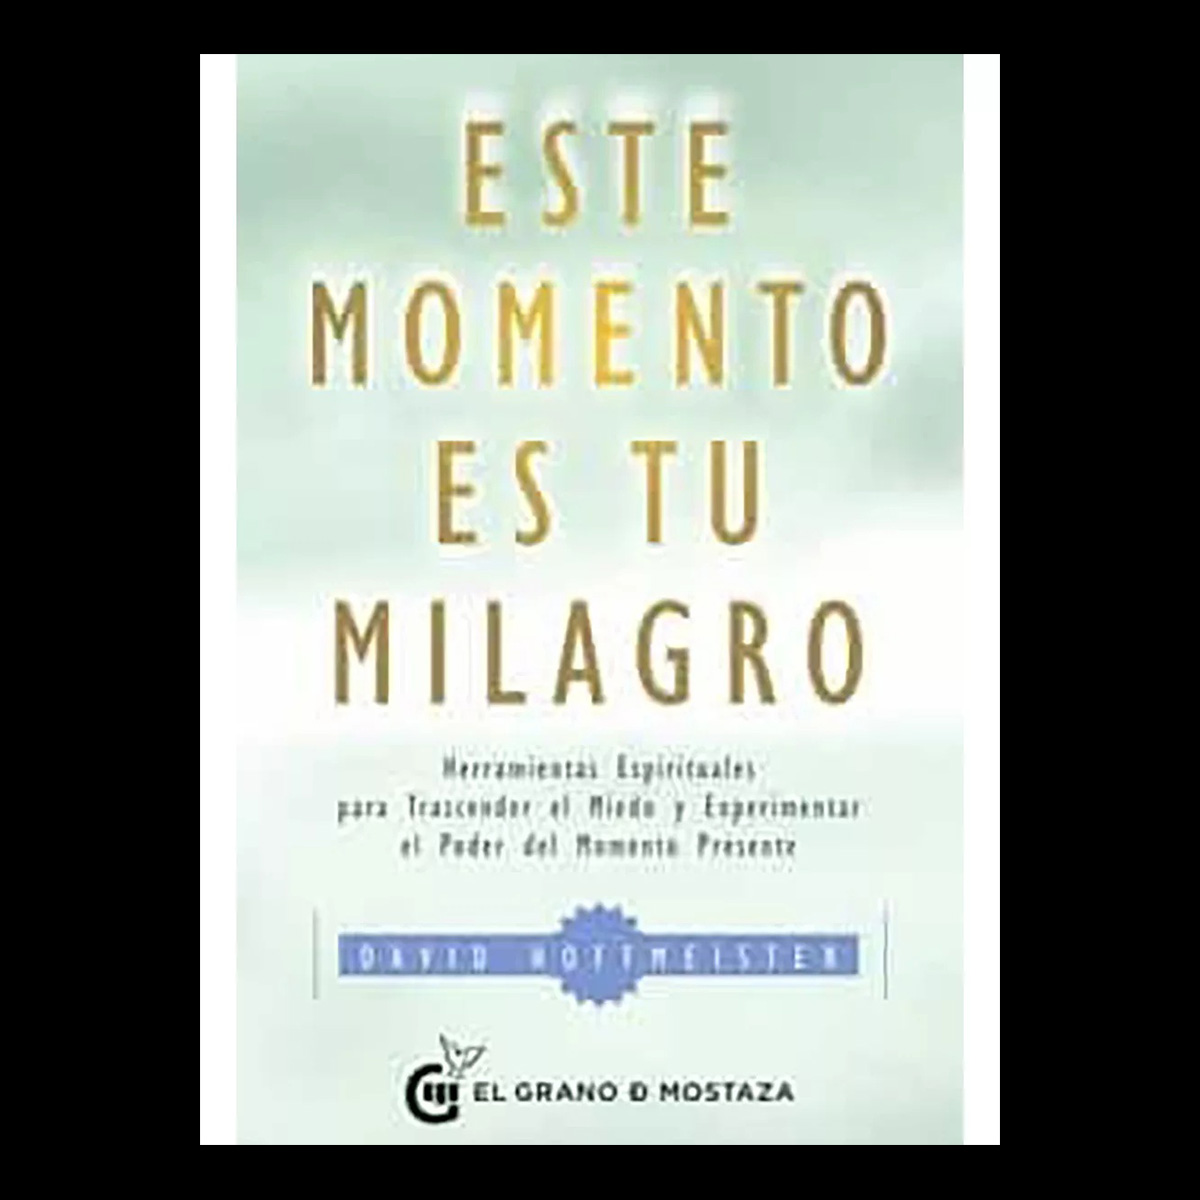 ESTE
MOMENTO
ES TU
MILAGRO
Herramientas Espirituales
para Trascender el Miedo y Experimentar
el Poder del Momento Presente
DAVID HOFFMEISTER
EL GRANO D MOSTAZA